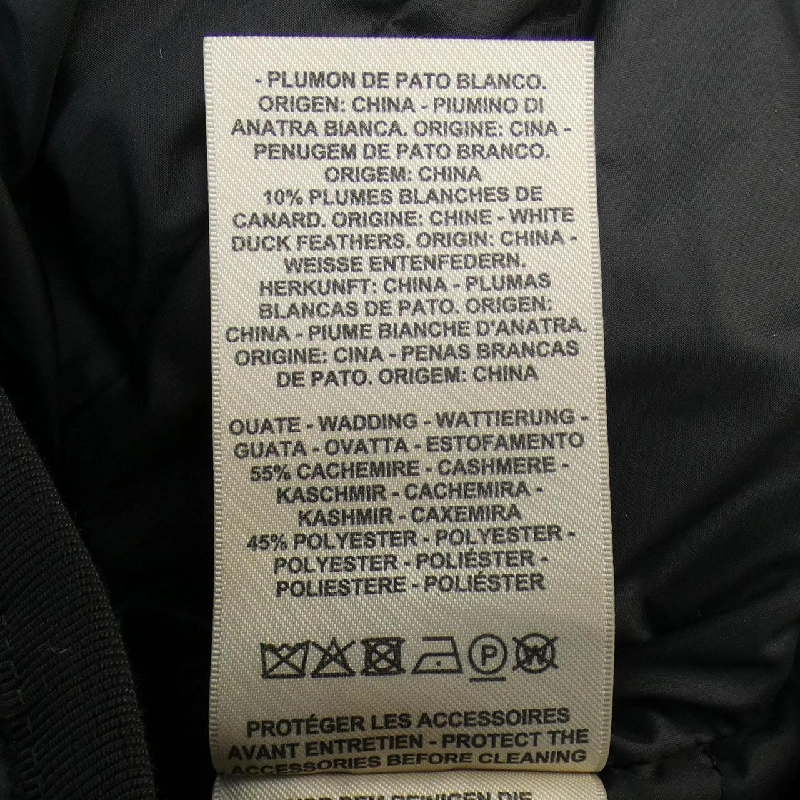 - PLUMON DE PATO BLANCO.
ORIGEN: CHINA - PIUMINO DI
ANATRA BIANCA. ORIGINE: CINA -
PENUGEM DE PATO BRANCO.
ORIGEM: CHINA
10% PLUMES BLANCHES DE
CANARD. ORIGINE: CHINE - WHITE
DUCK FEATHERS. ORIGIN: CHINA -
WEISSE ENTENFEDERN.
HERKUNFT: CHINA - PLUMAS
BLANCAS DE PATO. ORIGEN:
CHINA - PIUME BIANCHE D'ANATRA.
ORIGINE: CINA - PENAS BRANCAS
DE PATO. ORIGEM: CHINA
OUATE - WADDING - WATTIERUNG -
GUATA - OVATTA - ESTOFAMENTO
55% CACHEMIRE - CASHMERE -
KASCHMIR - CACHEMIRA -
KASHMIR - CAXEMIRA
45% POLYESTER - POLYESTER -
POLYESTER - POLIÉSTER -
POLIESTERE - POLIÉSTER
P W
PROTÉGER LES ACCESSOIRES
AVANT ENTRETIEN - PROTECT THE
ACCESSORIES BEFORE CLEANING
DEM REWIGEN DIE